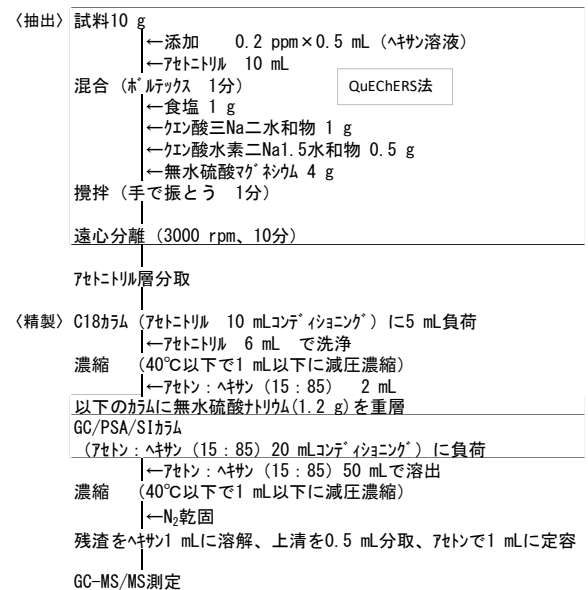 〈抽出〉 試料10 g
←添加　0.2 ppm×0.5 mL (ﾍｷｻﾝ溶液)
←ｱｾﾄﾆﾄﾘﾙ　10 mL
混合 (ﾎﾞﾙﾃｯｸｽ　1分)
QuEChERS法
←食塩 1 g
←ｸｴﾝ酸三Na二水和物 1 g
←ｸｴﾝ酸水素二Na1.5水和物 0.5 g
←無水硫酸ﾏｸﾞﾈｼｳﾑ 4 g
攪拌 (手で振とう　1分)
遠心分離 (3000 rpm、10分)
ｱｾﾄﾆﾄﾘﾙ層分取
〈精製〉 C18ｶﾗﾑ (ｱｾﾄﾆﾄﾘﾙ　10 mLｺﾝﾃﾞｨｼｮﾆﾝｸﾞ) に5 mL負荷
←ｱｾﾄﾆﾄﾘﾙ　6 mL　で洗浄
濃縮　(40℃以下で1 mL以下に減圧濃縮)
←ｱｾﾄﾝ：ﾍｷｻﾝ (15：85)　2 mL
以下のｶﾗﾑに無水硫酸ﾅﾄﾘｳﾑ(1.2 g)を重層
GC/PSA/SIｶﾗﾑ
(ｱｾﾄﾝ：ﾍｷｻﾝ (15：85) 20 mLｺﾝﾃﾞｨｼｮﾆﾝｸﾞ) に負荷
←ｱｾﾄﾝ：ﾍｷｻﾝ (15：85) 50 mLで溶出
濃縮　(40℃以下で1 mL以下に減圧濃縮)
←N₂乾固
残渣をﾍｷｻﾝ1 mLに溶解、上清を0.5 mL分取、ｱｾﾄﾝで1 mLに定容
GC-MS/MS測定